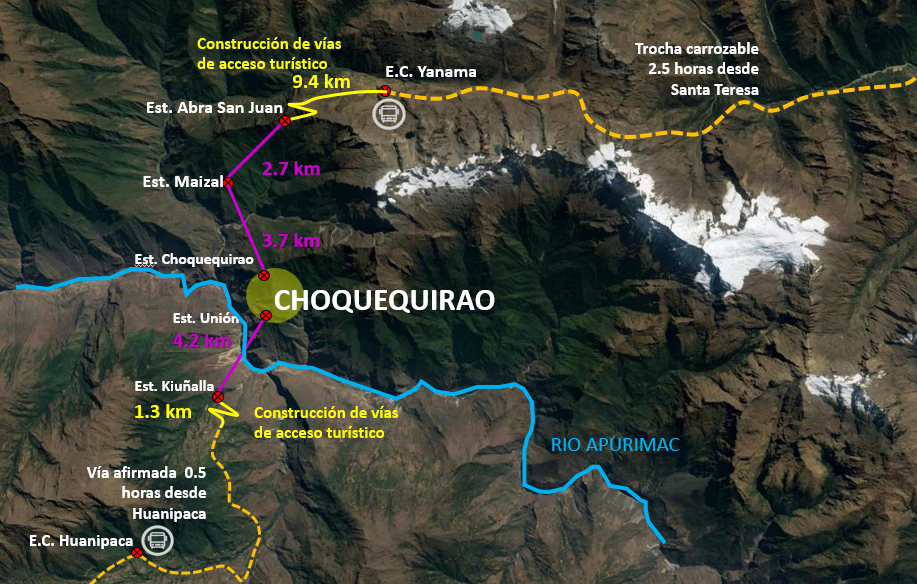 Construcción de vías
de acceso turístico
9.4 km
E.C. Yanama
Trocha carrozable
2.5 horas desde
Santa Teresa
Est. Abra San Juan
2.7 km
Est. Maizal
3.7 km
Est. Choquequirao
CHOQUEQUIRAO
Est. Unión
4.2 km
Est. Kiuñalla
1.3 km
Construcción de vías
de acceso turístico
RIO APURIMAC
Vía afirmada 0.5
horas desde
Huanipaca
E.C. Huanipaca